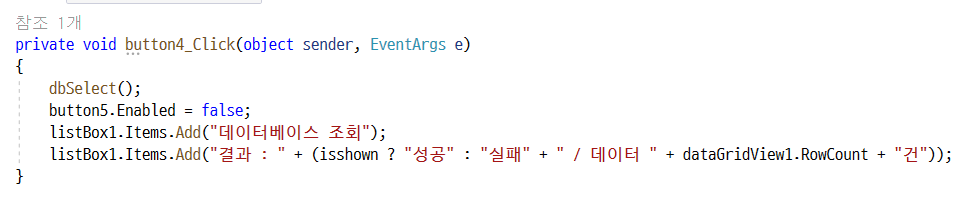 참조 1개
private void button4_Click(object sender, EventArgs e)
{
    dbSelect();
    button5.Enabled = false;
    listBox1.Items.Add("데이터베이스 조회");
    listBox1.Items.Add("결과 : " + (isshown ? "성공" : "실패" + " / 데이터 " + dataGridView1.RowCount + "건"));
}